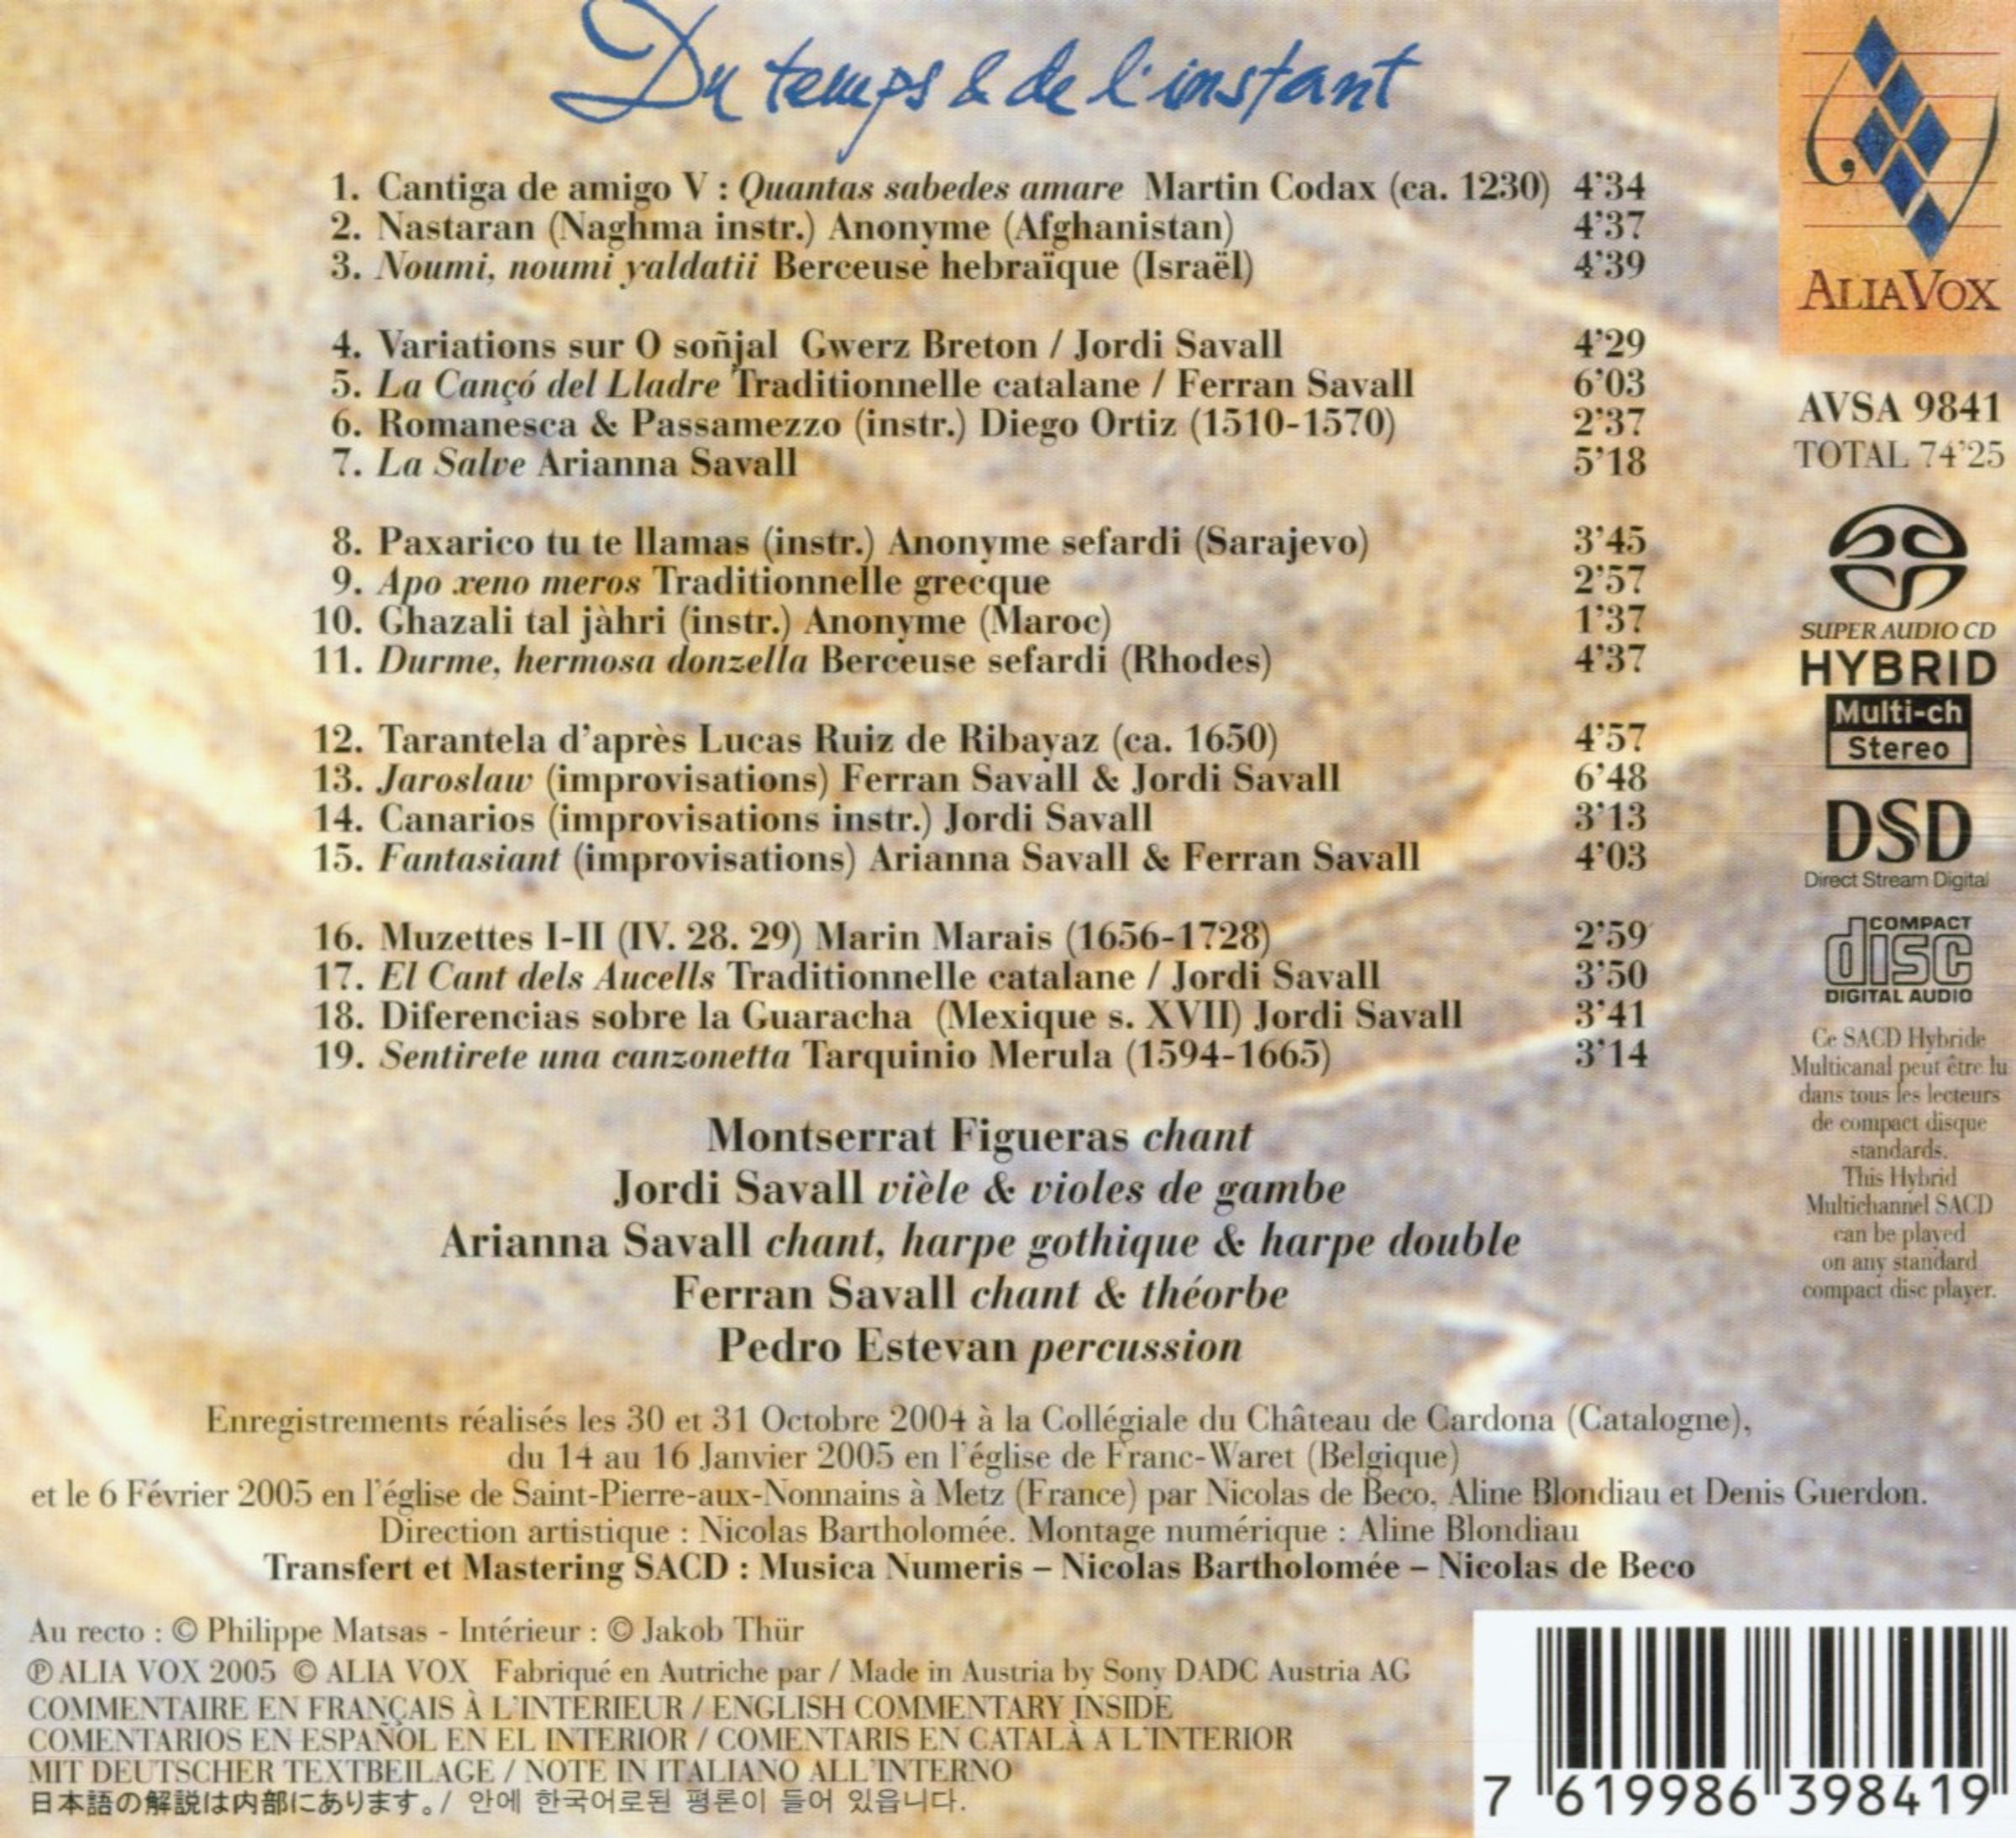 Du temps & de l'instant
1. Cantiga de amigo V : Quantas sabedes amare Martin Codax (ca. 1230) 4'34
2. Nastaran (Naghma instr.) Anonyme (Afghanistan) 4'37
3. Noumi, noumi yaldatii Berceuse hebraïque (Israël) 4'39
4. Variations sur O soñjal Gwerz Breton / Jordi Savall 4'29
5. La Cançó del Lladre Traditionnelle catalane / Ferran Savall 6'03
6. Romanesca & Passamezzo (instr.) Diego Ortiz (1510-1570) 2'37
7. La Salve Arianna Savall 5'18
8. Paxarico tu te llamas (instr.) Anonyme sefardi (Sarajevo) 3'45
9. Apo xeno meros Traditionnelle grecque 2'57
10. Ghazali tal jàhri (instr.) Anonyme (Maroc) 1'37
11. Durme, hermosa donzella Berceuse sefardi (Rhodes) 4'37
12. Tarantela d'après Lucas Ruiz de Ribayaz (ca. 1650) 4'57
13. Jaroslaw (improvisations) Ferran Savall & Jordi Savall 6'48
14. Canarios (improvisations instr.) Jordi Savall 3'13
15. Fantasiant (improvisations) Arianna Savall & Ferran Savall 4'03
16. Muzettes I-II (IV. 28. 29) Marin Marais (1656-1728) 2'59
17. El Cant dels Aucells Traditionnelle catalane / Jordi Savall 3'50
18. Diferencias sobre la Guaracha (Mexique s. XVII) Jordi Savall 3'41
19. Sentirete una canzonetta Tarquinio Merula (1594-1665) 3'14
Montserrat Figueras chant
Jordi Savall vièle & violes de gambe
Arianna Savall chant, harpe gothique & harpe double
Ferran Savall chant & théorbe
Pedro Estevan percussion
Enregistrements réalisés les 30 et 31 Octobre 2004 à la Collégiale du Château de Cardona (Catalogne),
du 14 au 16 Janvier 2005 en l'église de Franc-Waret (Belgique)
et le 6 Février 2005 en l'église de Saint-Pierre-aux-Nonnains à Metz (France) par Nicolas de Beco, Aline Blondiau et Denis Guerdon.
Direction artistique : Nicolas Bartholomée. Montage numérique : Aline Blondiau
Transfert et Mastering SACD : Musica Numeris – Nicolas Bartholomée – Nicolas de Beco
Au recto : © Philippe Matsas - Intérieur : © Jakob Thür
℗ ALIA VOX 2005 © ALIA VOX Fabriqué en Autriche par / Made in Austria by Sony DADC Austria AG
COMMENTAIRE EN FRANÇAIS À L'INTERIEUR / ENGLISH COMMENTARY INSIDE
COMENTARIOS EN ESPAÑOL EN EL INTERIOR / COMENTARIS EN CATALÀ A L'INTERIOR
MIT DEUTSCHER TEXTBEILAGE / NOTE IN ITALIANO ALL'INTERNO
日本語の解説は内部にあります。/ 안에 한국어로된 평론이 들어 있읍니다.
ALIA VOX
AVSA 9841
TOTAL 74'25
SUPER AUDIO CD
HYBRID
Multi-ch
Stereo
DSD
Direct Stream Digital
COMPACT
disc
DIGITAL AUDIO
Ce SACD Hybride
Multicanal peut être lu
dans tous les lecteurs
de compact disque
standards.
This Hybrid
Multichannel SACD
can be played
on any standard
compact disc player.
7 619986 398419